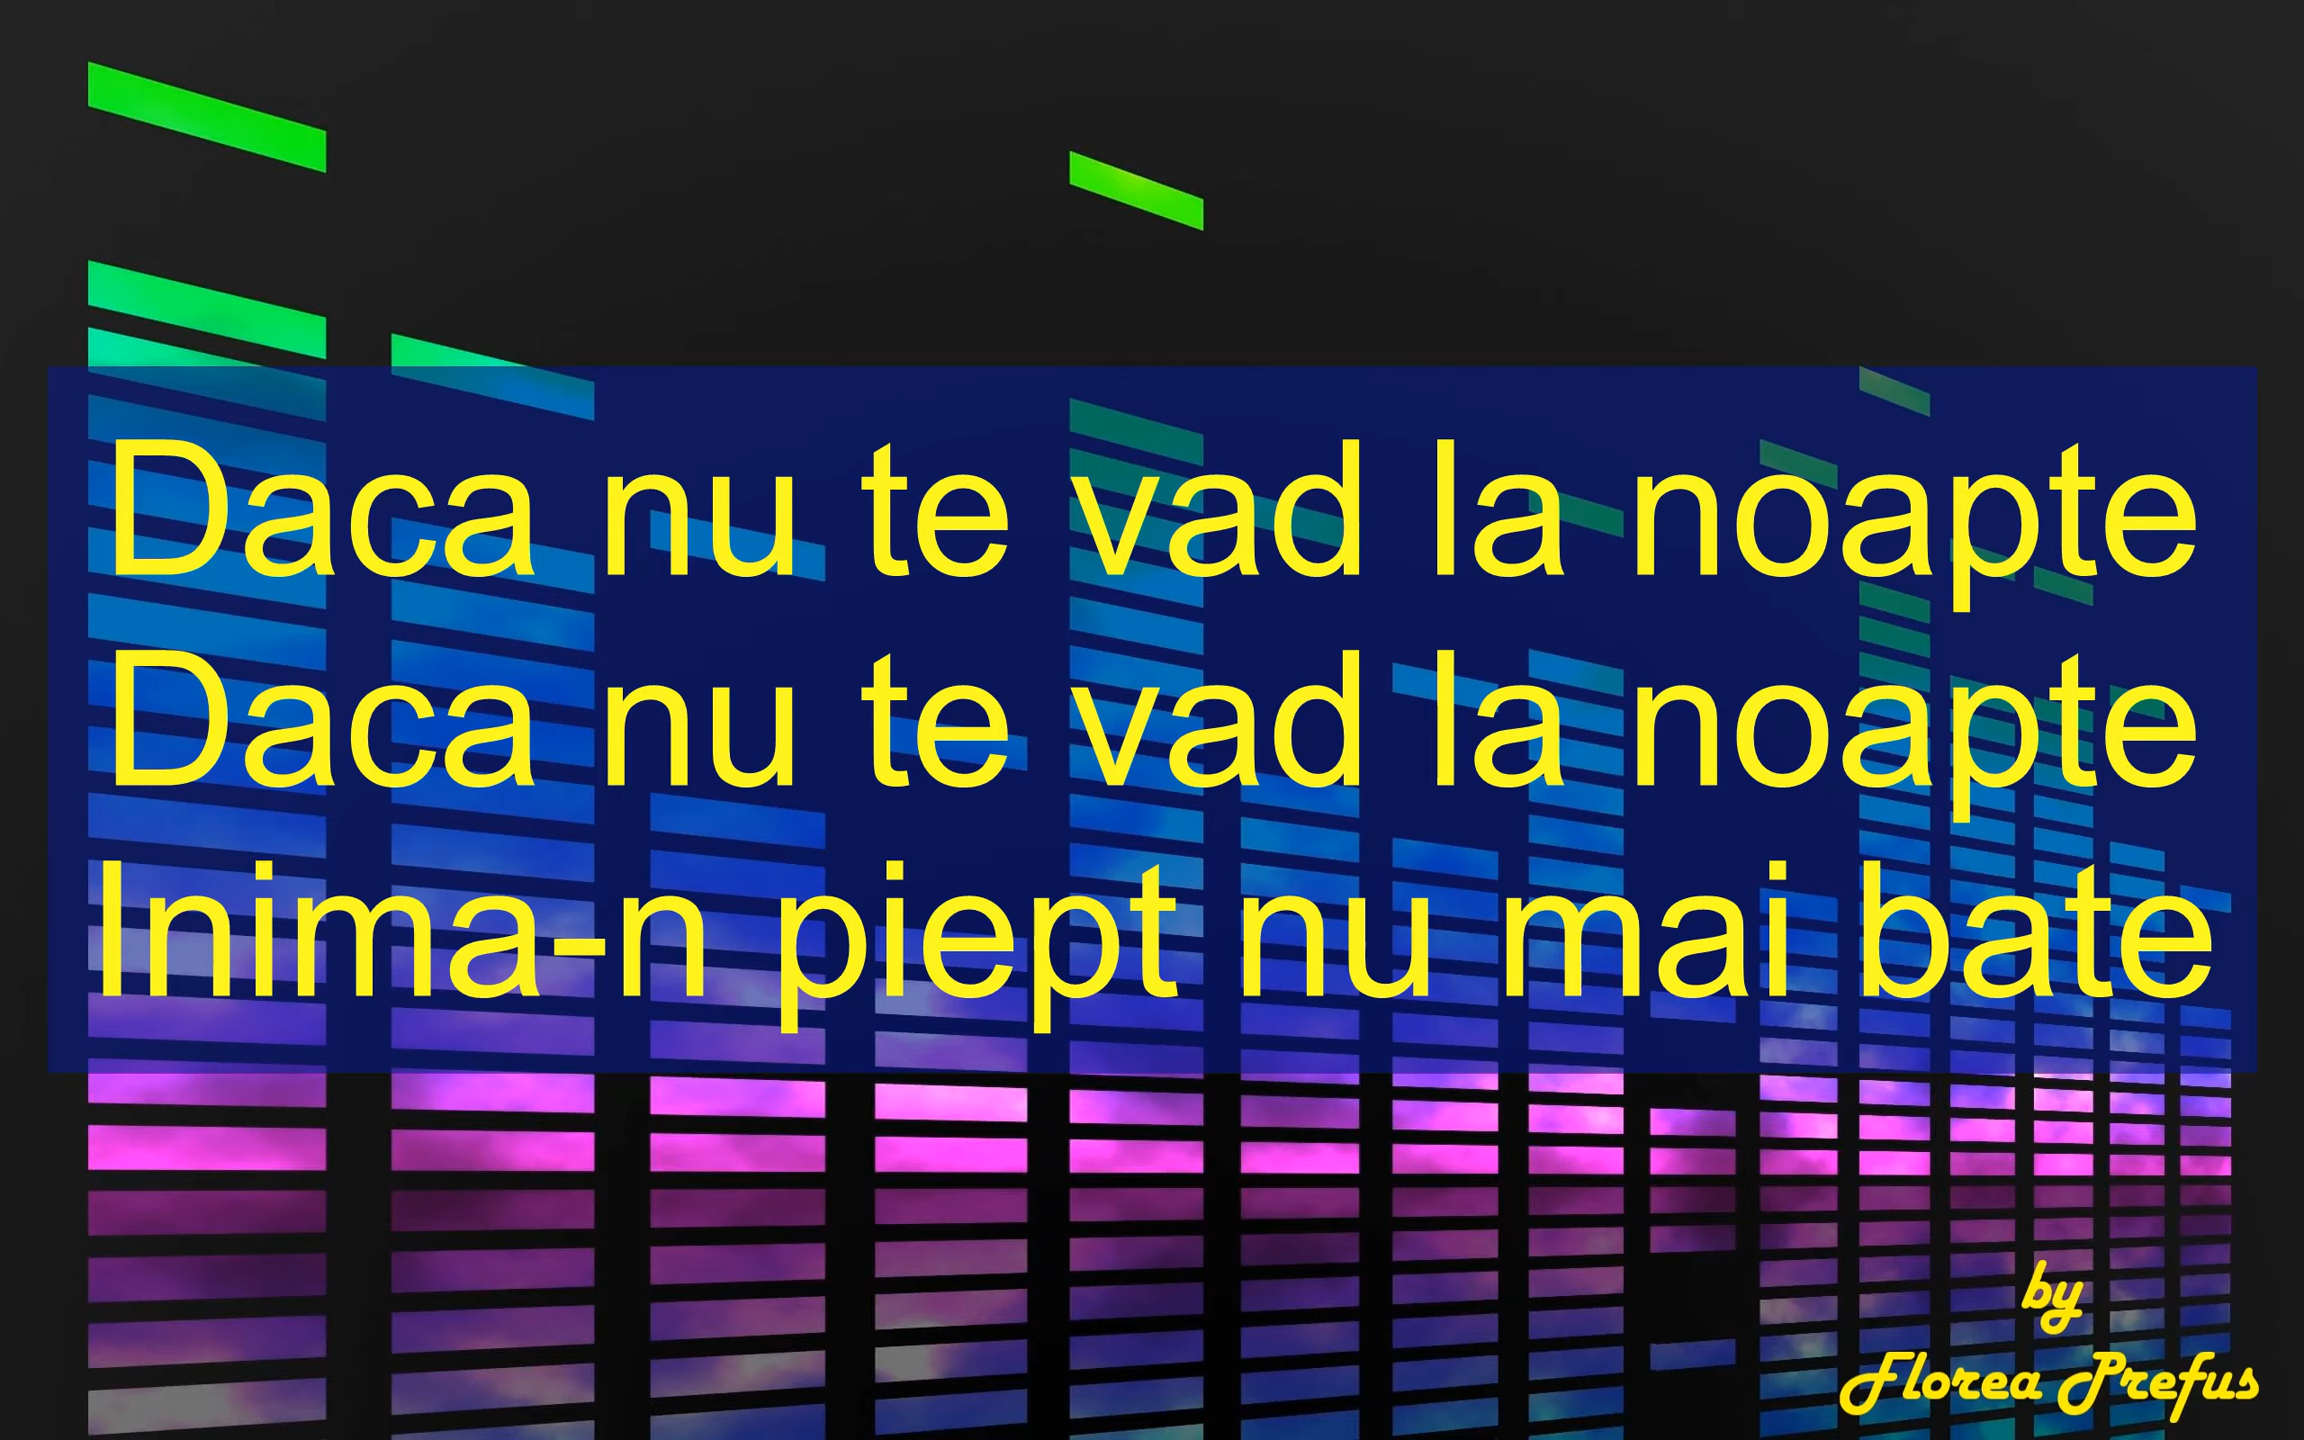 Daca nu te vad la noapte
Daca nu te vad la noapte
Inima-n piept nu mai bate
by
Florea Prefus